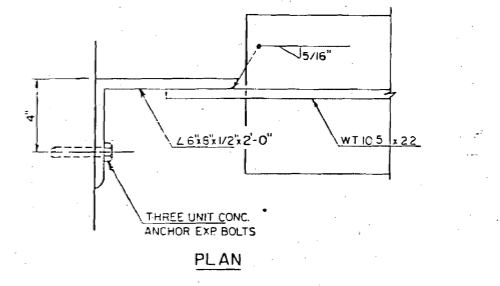 5/16"
4"
∠ 6"x6"x1/2"x2'-0"
WT 10.5 x 22
THREE UNIT CONC.
ANCHOR EXP. BOLTS
PLAN